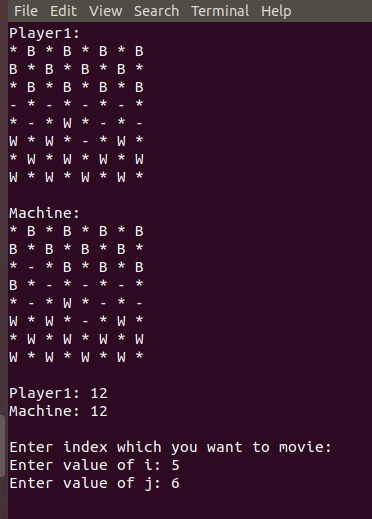 File Edit View Search Terminal Help
Player1:
* B * B * B * B
B * B * B * B *
* B * B * B * B
- * - * - * - *
* - * W * - * -
W * W * - * W *
* W * W * W * W
W * W * W * W *
Machine:
* B * B * B * B
B * B * B * B *
* - * B * B * B
B * - * - * - *
* - * W * - * -
W * W * - * W *
* W * W * W * W
W * W * W * W *
Player1: 12
Machine: 12
Enter index which you want to movie:
Enter value of i: 5
Enter value of j: 6